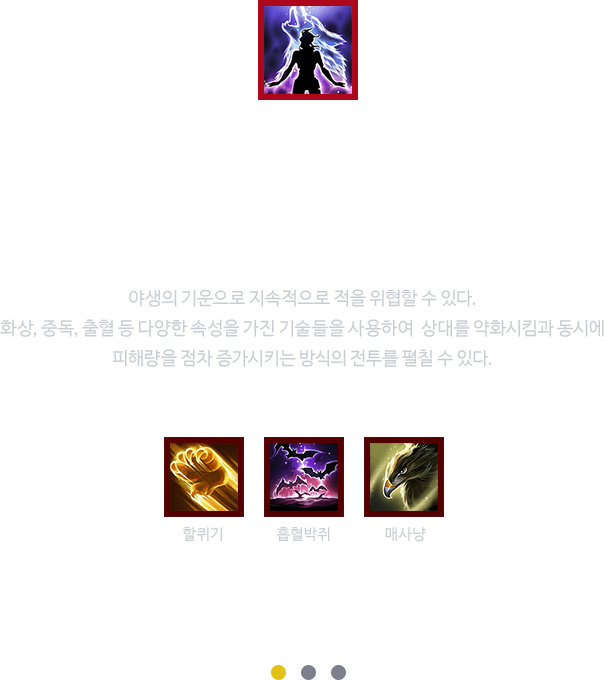 야생의 기운으로 지속적으로 적을 위협할 수 있다.
화상, 중독, 출혈 등 다양한 속성을 가진 기술들을 사용하여 상대를 약화시킴과 동시에
피해량을 점차 증가시키는 방식의 전투를 펼칠 수 있다.
할퀴기 흡혈박쥐 매사냥